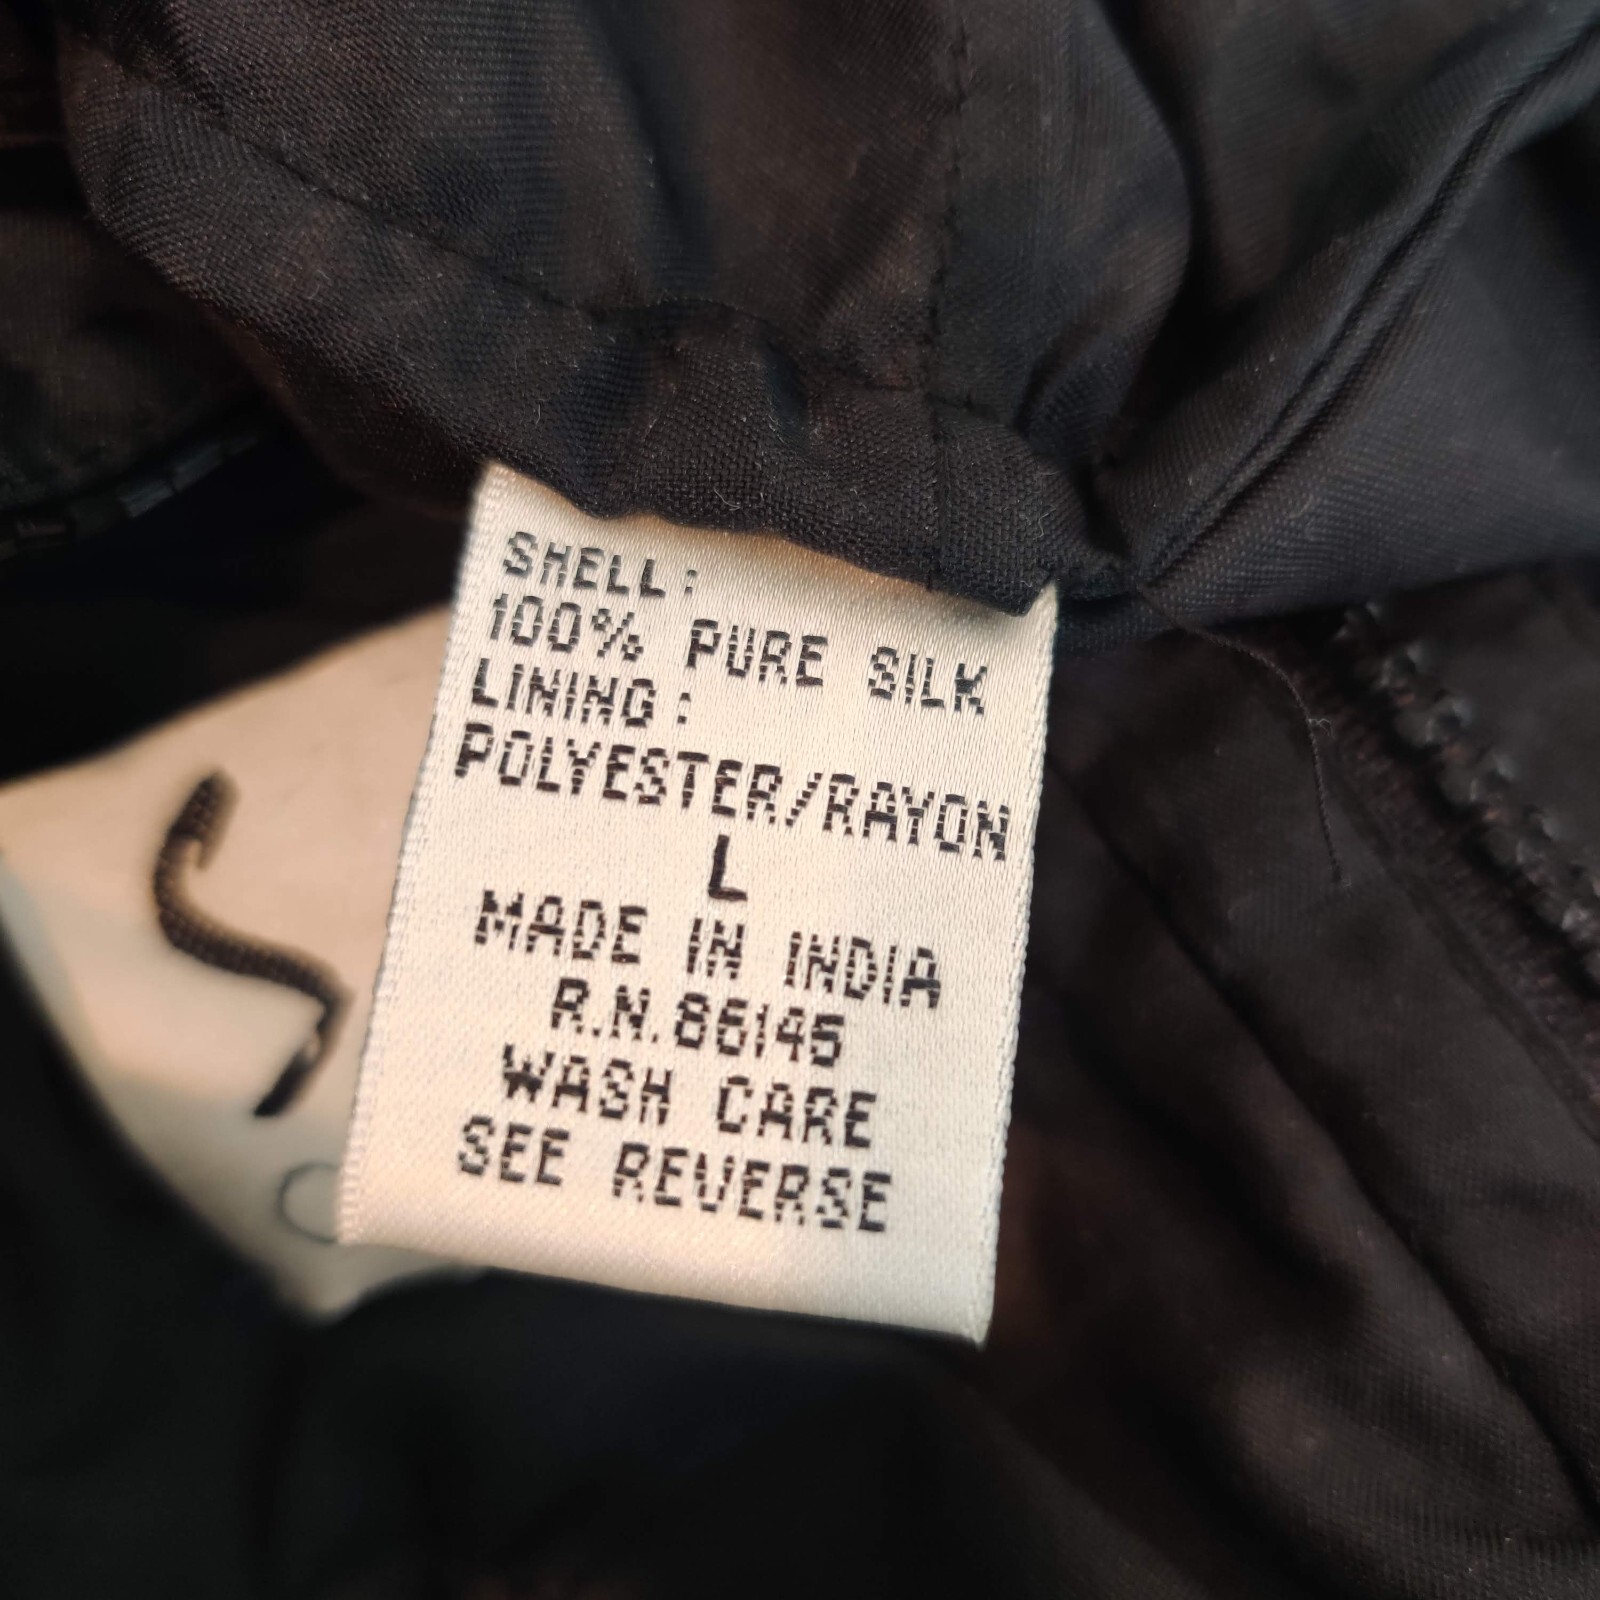 SHELL:
100% PURE SILK
LINING:
POLYESTER/RAYON
L
MADE IN INDIA
R.N.86145
WASH CARE
SEE REVERSE